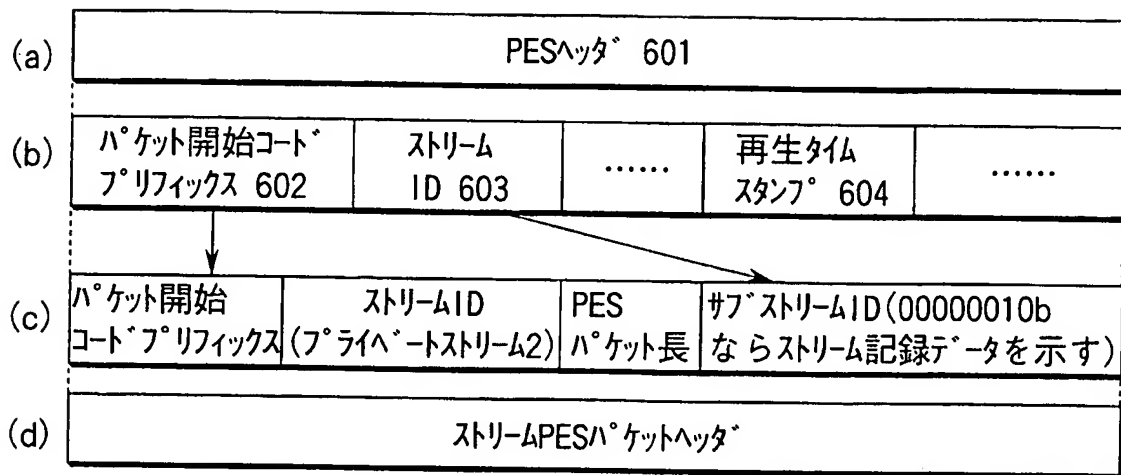 (a)
PESヘッダ 601
(b)
パケット開始コード
プリフィックス 602
ストリーム
ID 603
……
再生タイム
スタンプ 604
……
(c)
パケット開始
コードプリフィックス
ストリームID
(プライベートストリーム2)
PES
パケット長
サブストリームID(00000010b
ならストリーム記録データを示す)
(d)
ストリームPESパケットヘッダ